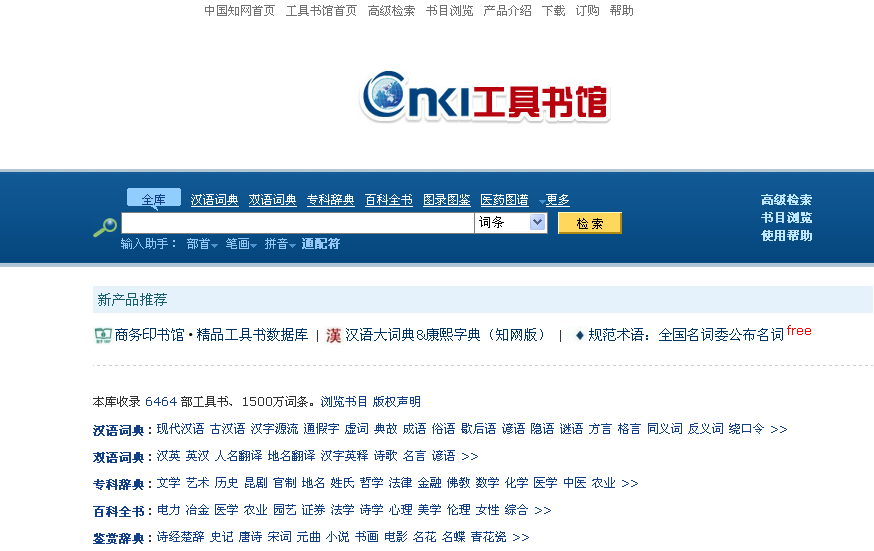 中国知网首页 工具书馆首页 高级检索 书目浏览 产品介绍 下载 订购 帮助
Cnki工具书馆
全库 汉语词典 双语词典 专科辞典 百科全书 图录图鉴 医药图谱 更多
高级检索
词条 检 索
书目浏览
输入助手： 部首 笔画 拼音 通配符
使用帮助
新产品推荐
商务印书馆·精品工具书数据库 | 漢 汉语大词典&康熙字典（知网版） | ♦ 规范术语：全国名词委公布名词 free
本库收录 6464 部工具书、1500万词条。浏览书目 版权声明
汉语词典：现代汉语 古汉语 汉字源流 通假字 虚词 典故 成语 俗语 歇后语 谚语 隐语 谜语 方言 格言 同义词 反义词 绕口令 >>
双语词典：汉英 英汉 人名翻译 地名翻译 汉字英释 诗歌 名言 谚语 >>
专科辞典：文学 艺术 历史 昆剧 官制 地名 姓氏 哲学 法律 金融 佛教 数学 化学 医学 中医 农业 >>
百科全书：电力 冶金 医学 农业 园艺 证券 法学 诗学 心理 美学 伦理 女性 综合 >>
鉴赏辞典：诗经楚辞 史记 唐诗 宋词 元曲 小说 书画 电影 名花 名蝶 青花瓷 >>